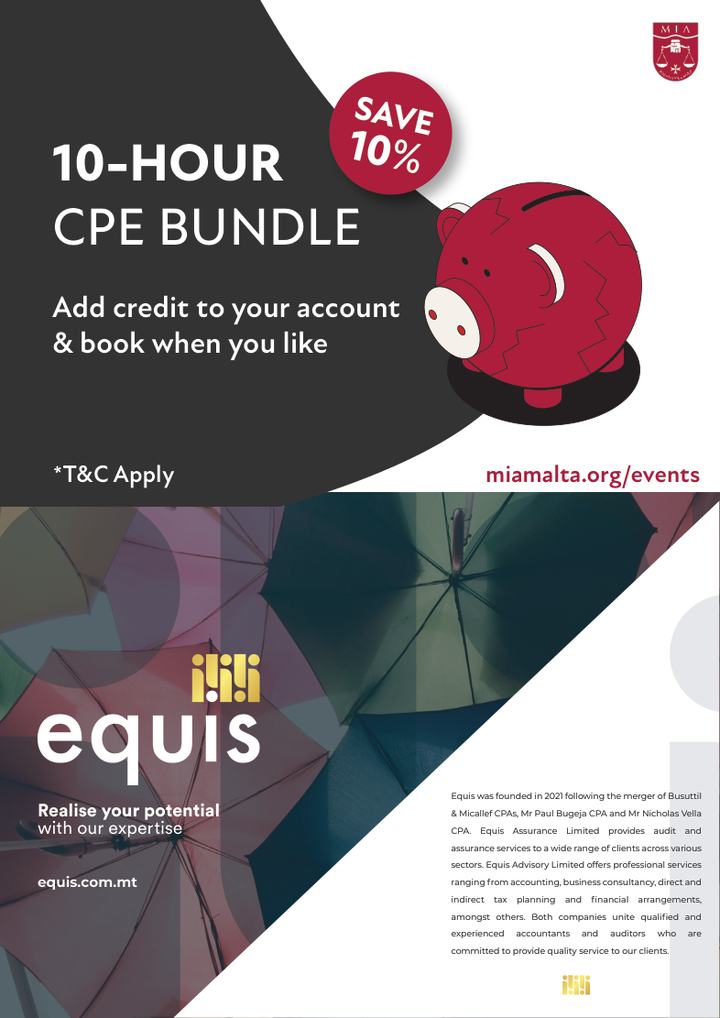 MIA
SAVE
10%
10-HOUR
CPE BUNDLE
Add credit to your account
& book when you like
*T&C Apply
miamalta.org/events
equis
Realise your potential
with our expertise
equis.com.mt
Equis was founded in 2021 following the merger of Busuttil
& Micallef CPAs, Mr Paul Bugeja CPA and Mr Nicholas Vella
CPA. Equis Assurance Limited provides audit and
assurance services to a wide range of clients across various
sectors. Equis Advisory Limited offers professional services
ranging from accounting, business consultancy, direct and
indirect tax planning and financial arrangements,
amongst others. Both companies unite qualified and
experienced accountants and auditors who are
committed to provide quality service to our clients.